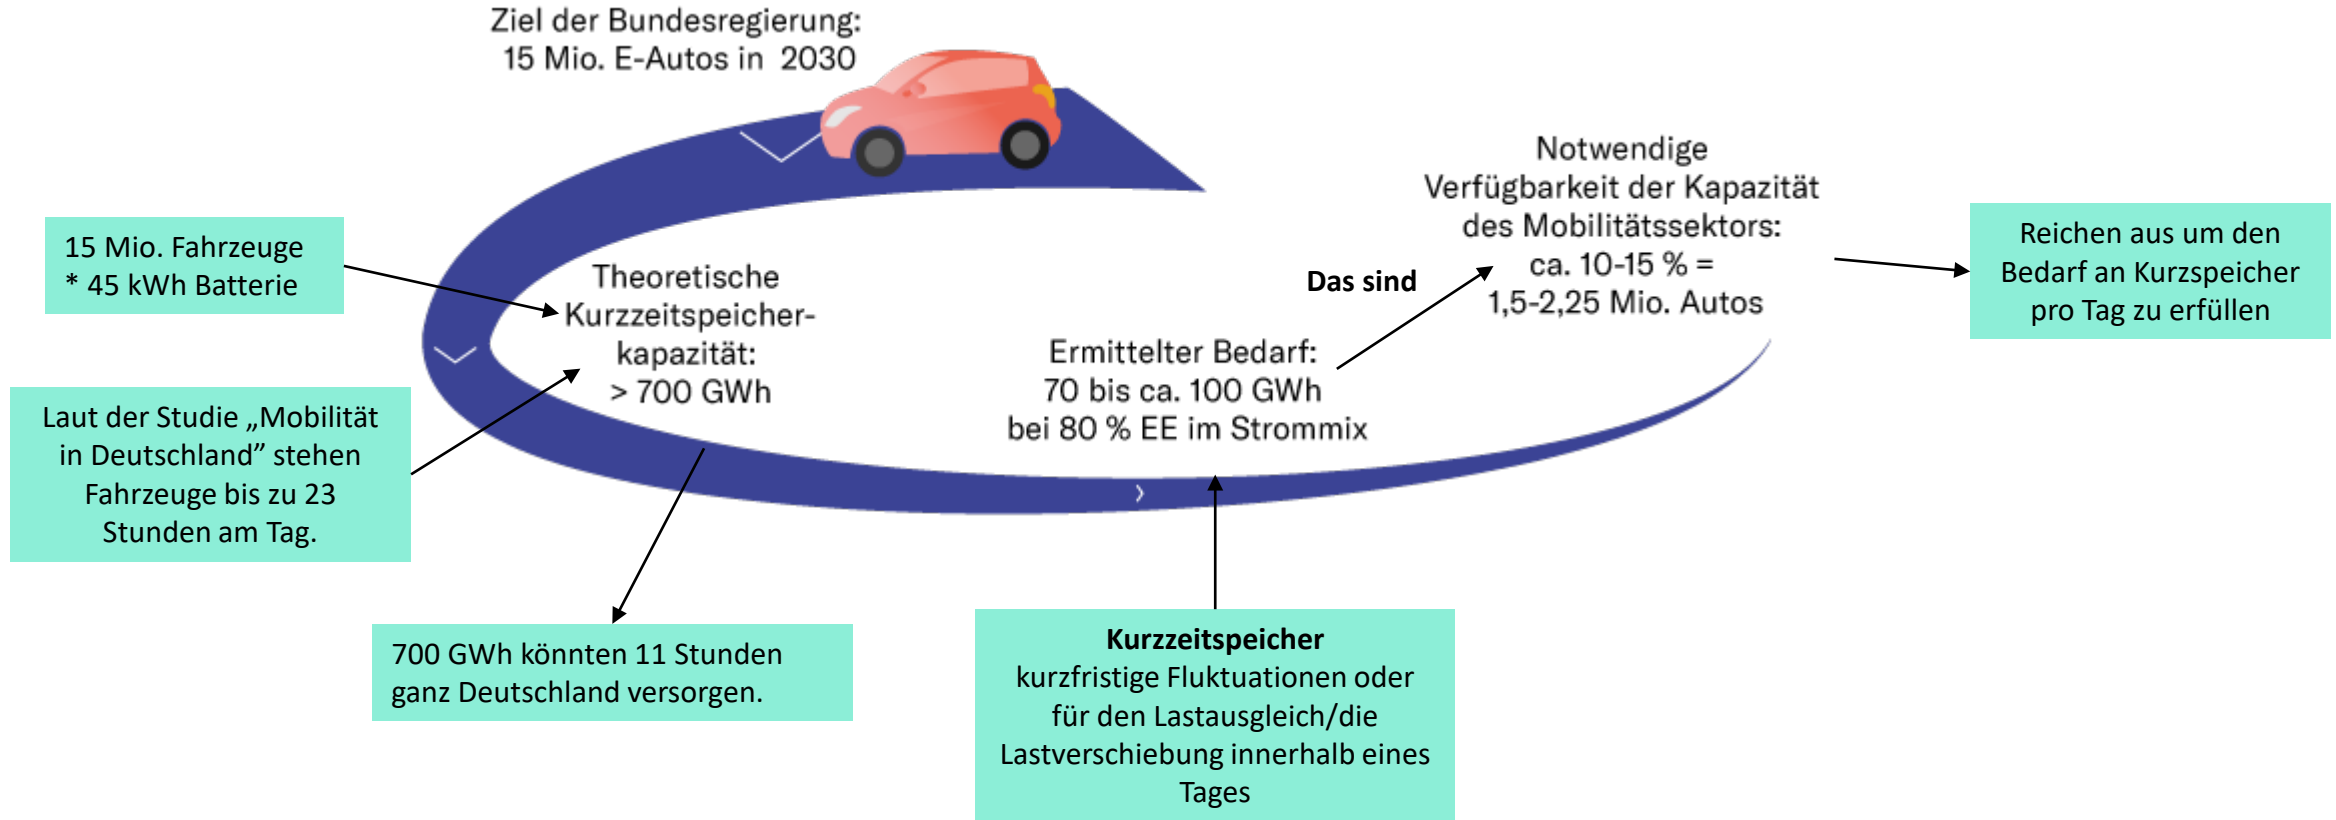 Ziel der Bundesregierung:
15 Mio. E-Autos in 2030
15 Mio. Fahrzeuge
* 45 kWh Batterie
Theoretische
Kurzzeitspeicher-
kapazität:
> 700 GWh
Laut der Studie „Mobilität
in Deutschland” stehen
Fahrzeuge bis zu 23
Stunden am Tag.
700 GWh könnten 11 Stunden
ganz Deutschland versorgen.
Ermittelter Bedarf:
70 bis ca. 100 GWh
bei 80 % EE im Strommix
Kurzzeitspeicher
kurzfristige Fluktuationen oder
für den Lastausgleich/die
Lastverschiebung innerhalb eines
Tages
Das sind
Notwendige
Verfügbarkeit der Kapazität
des Mobilitätssektors:
ca. 10-15 % =
1,5-2,25 Mio. Autos
Reichen aus um den
Bedarf an Kurzspeicher
pro Tag zu erfüllen